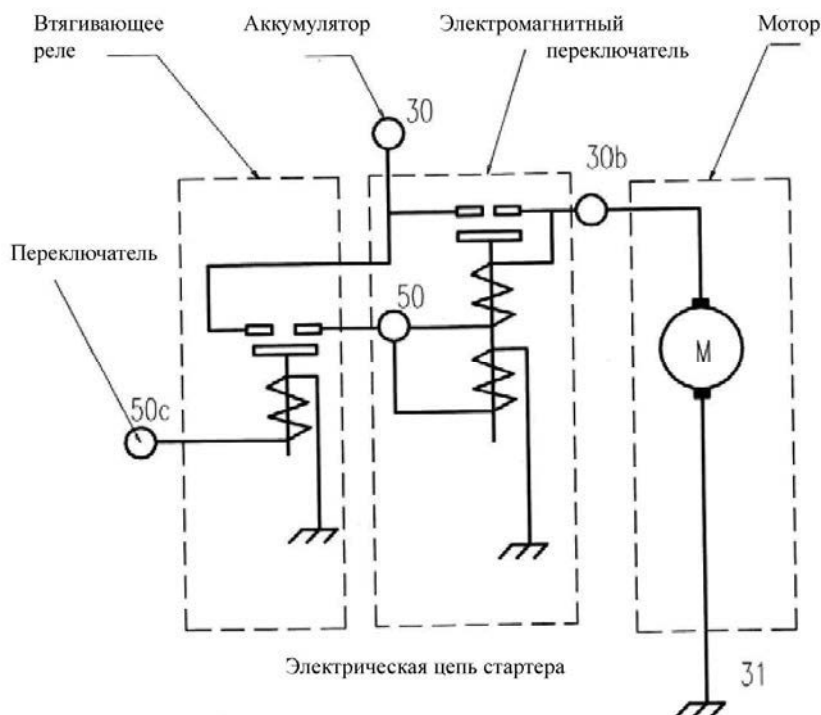 Втягивающее
реле
Аккумулятор
Электромагнитный
переключатель
Мотор
30
30b
Переключатель
50
50c
M
Электрическая цепь стартера
31